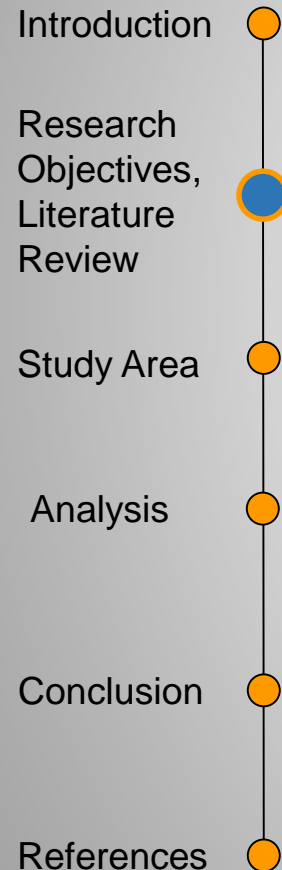 Introduction
Research
Objectives,
Literature
Review
Study Area
Analysis
Conclusion
References